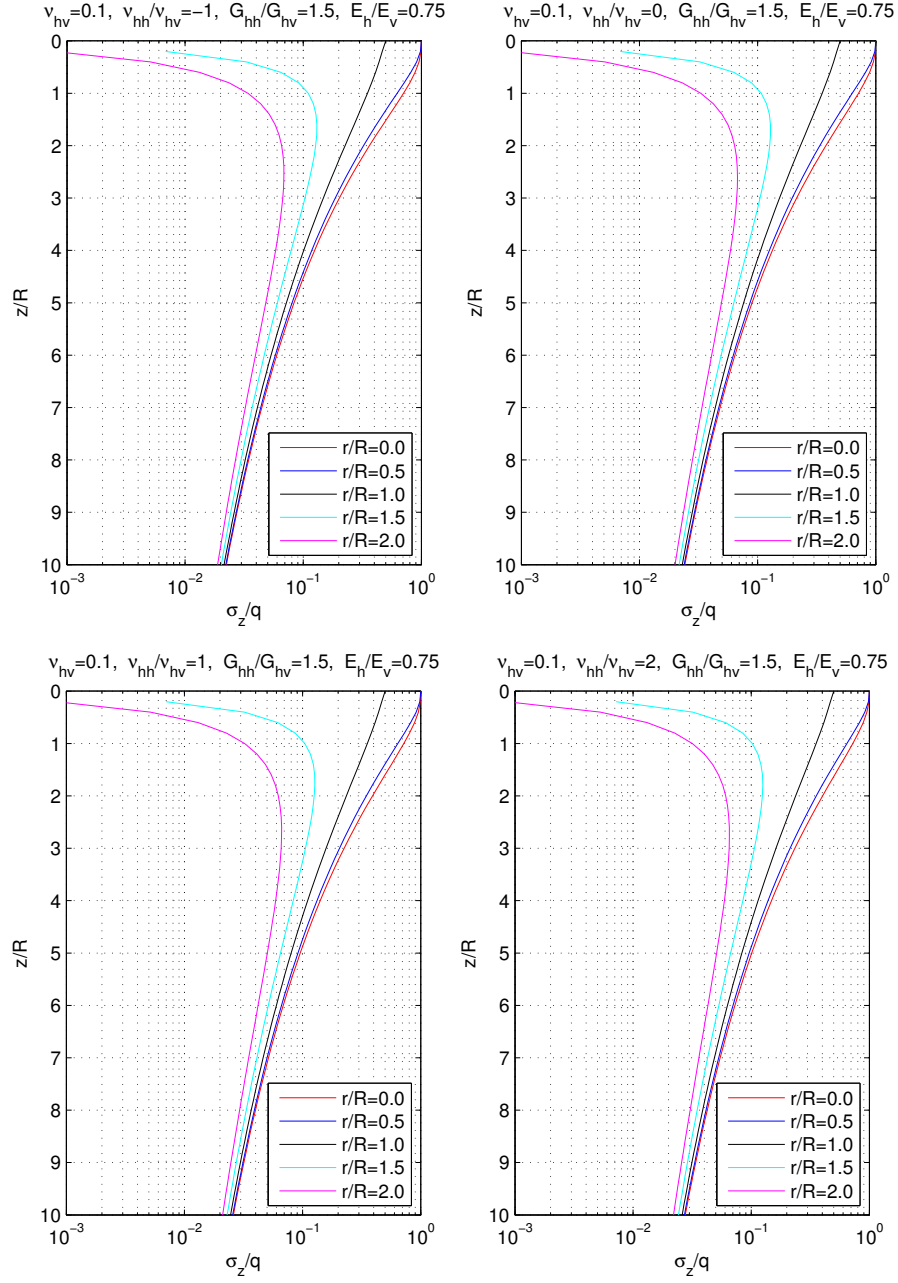 ν_hv=0.1, ν_hh/ν_hv=−1, G_hh/G_hv=1.5, E_h/E_v=0.75
0
1
2
3
4
5
6
7
8
9
10
z/R
r/R=0.0
r/R=0.5
r/R=1.0
r/R=1.5
r/R=2.0
10^−3 10^−2 10^−1 10^0
σ_z/q
ν_hv=0.1, ν_hh/ν_hv=0, G_hh/G_hv=1.5, E_h/E_v=0.75
0
1
2
3
4
5
6
7
8
9
10
z/R
r/R=0.0
r/R=0.5
r/R=1.0
r/R=1.5
r/R=2.0
10^−3 10^−2 10^−1 10^0
σ_z/q
ν_hv=0.1, ν_hh/ν_hv=1, G_hh/G_hv=1.5, E_h/E_v=0.75
0
1
2
3
4
5
6
7
8
9
10
z/R
r/R=0.0
r/R=0.5
r/R=1.0
r/R=1.5
r/R=2.0
10^−3 10^−2 10^−1 10^0
σ_z/q
ν_hv=0.1, ν_hh/ν_hv=2, G_hh/G_hv=1.5, E_h/E_v=0.75
0
1
2
3
4
5
6
7
8
9
10
z/R
r/R=0.0
r/R=0.5
r/R=1.0
r/R=1.5
r/R=2.0
10^−3 10^−2 10^−1 10^0
σ_z/q